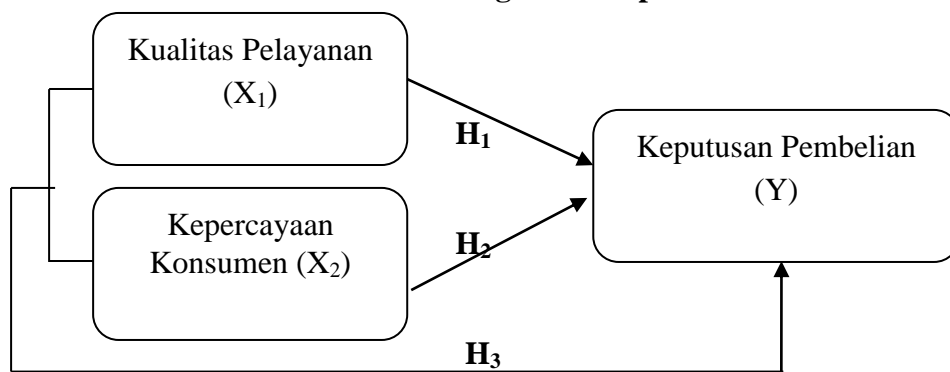 Kualitas Pelayanan
(X₁)
H₁
Keputusan Pembelian
(Y)
Kepercayaan
Konsumen (X₂)
H₂
H₃